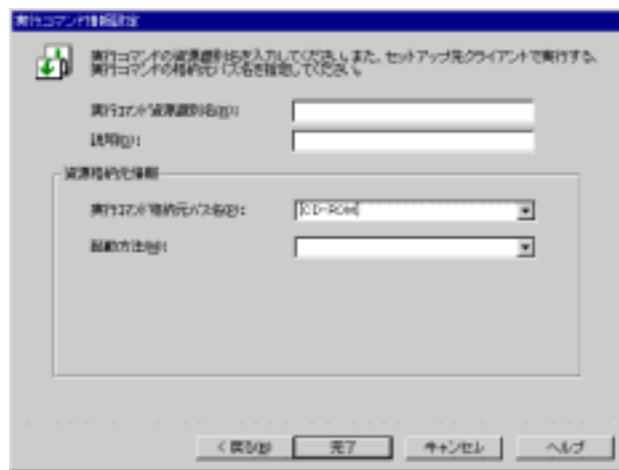 実行コマンド情報設定
実行コマンドの資源識別名を入力してください。また、セットアップ先クライアントで実行する、
実行コマンドの格納元パス名を指定してください。
実行コマンド資源識別名(N):
説明(D):
資源格納元情報
実行コマンド格納元パス名(P):
[CD-ROM]
起動方法(W):
< 戻る(B)
完了
キャンセル
ヘルプ